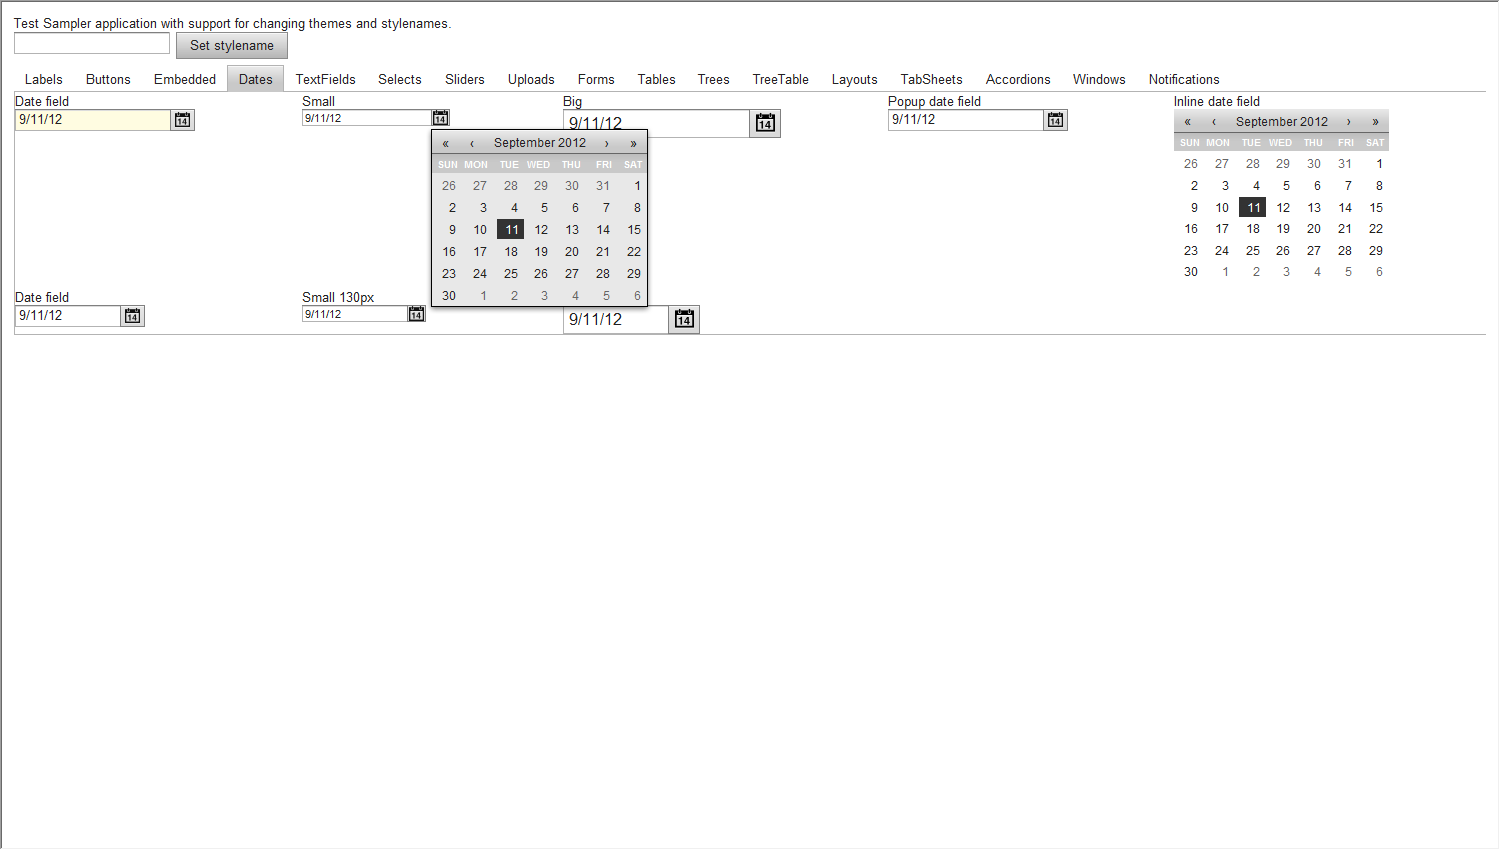 Test Sampler application with support for changing themes and stylenames.
Set stylename
Labels Buttons Embedded Dates TextFields Selects Sliders Uploads Forms Tables Trees TreeTable Layouts TabSheets Accordions Windows Notifications
Date field Small Big Popup date field Inline date field
9/11/12 14 9/11/12 14 9/11/12 14 9/11/12 14
« ‹ September 2012 › »
SUN MON TUE WED THU FRI SAT
26 27 28 29 30 31 1
2 3 4 5 6 7 8
9 10 11 12 13 14 15
16 17 18 19 20 21 22
23 24 25 26 27 28 29
30 1 2 3 4 5 6
« ‹ September 2012 › »
SUN MON TUE WED THU FRI SAT
26 27 28 29 30 31 1
2 3 4 5 6 7 8
9 10 11 12 13 14 15
16 17 18 19 20 21 22
23 24 25 26 27 28 29
30 1 2 3 4 5 6
Date field Small 130px
9/11/12 14 9/11/12 14 9/11/12 14